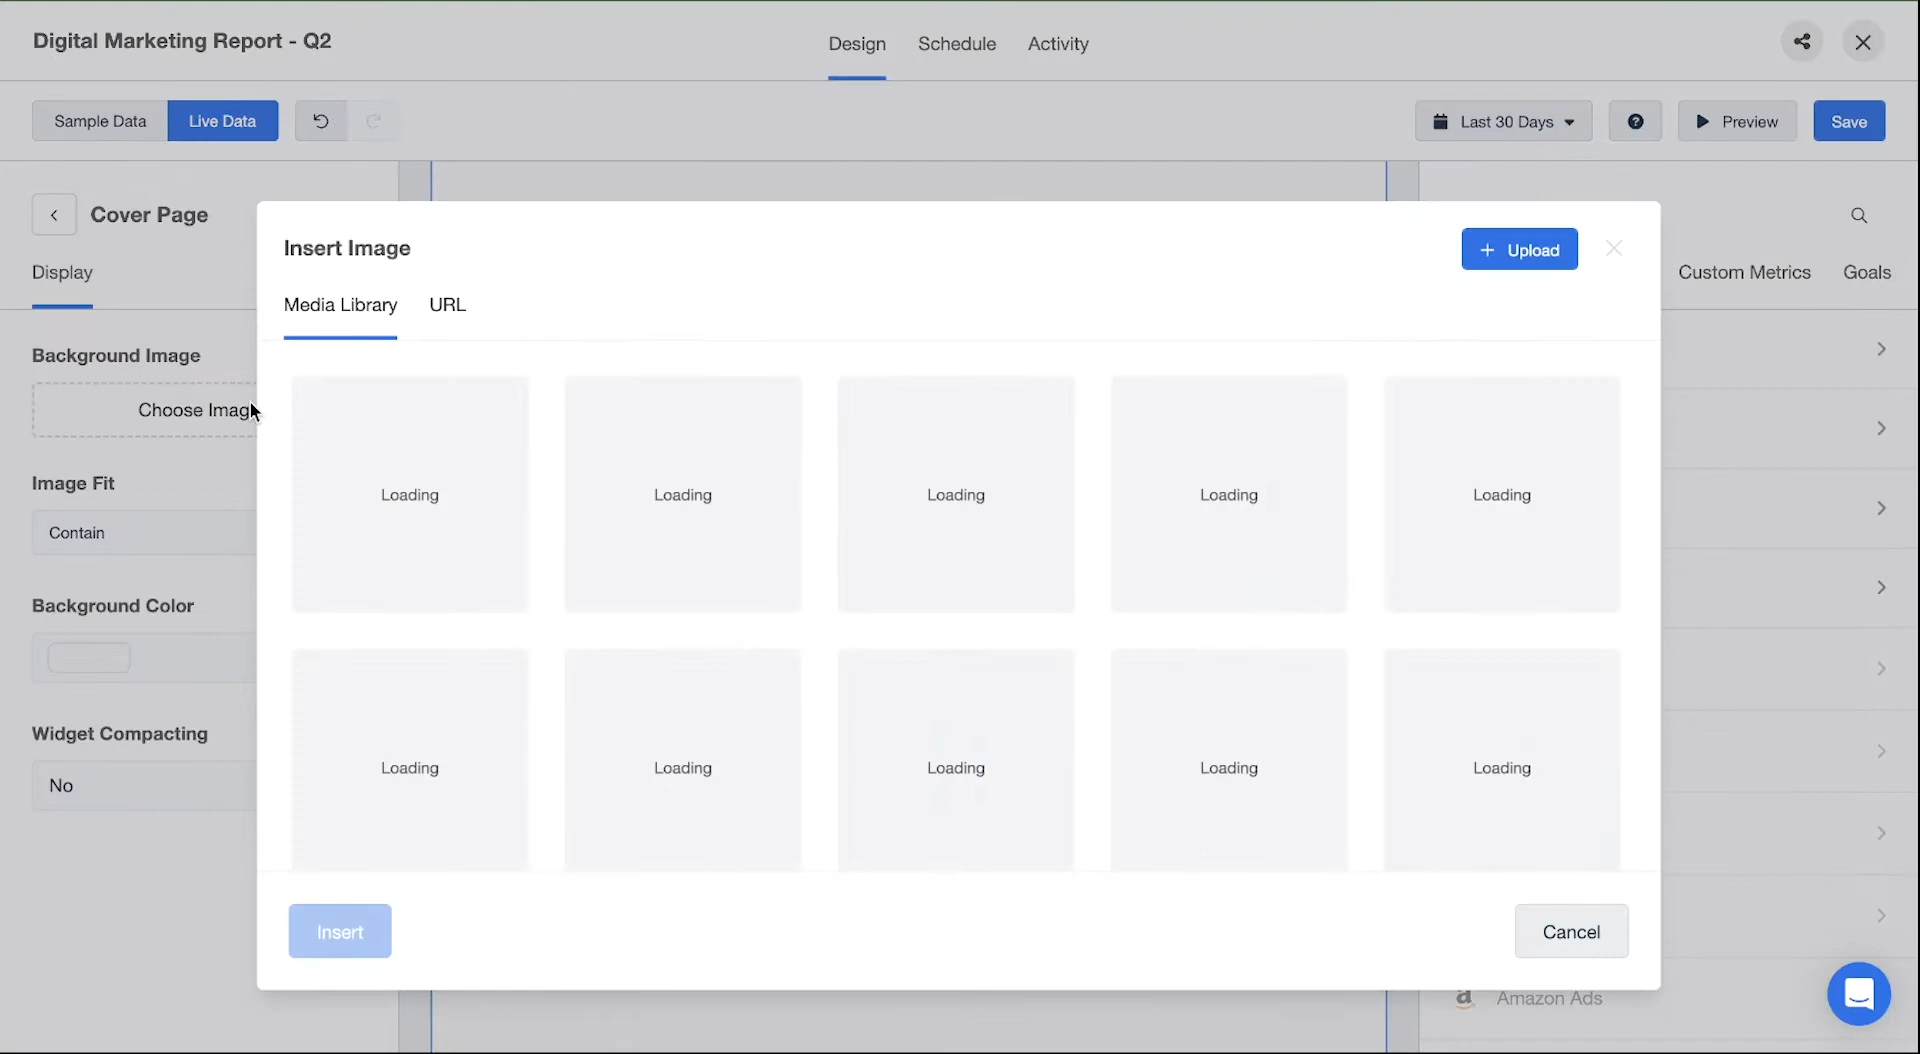 Digital Marketing Report - Q2
Design
Schedule
Activity
Sample Data
Live Data
Last 30 Days
?
Preview
Save
Cover Page
Display
Custom Metrics
Goals
Insert Image
+ Upload
Media Library
URL
Background Image
Choose Imag
Image Fit
Contain
Background Color
Widget Compacting
No
Loading
Loading
Loading
Loading
Loading
Loading
Loading
Loading
Loading
Loading
Insert
Cancel
a Amazon Ads